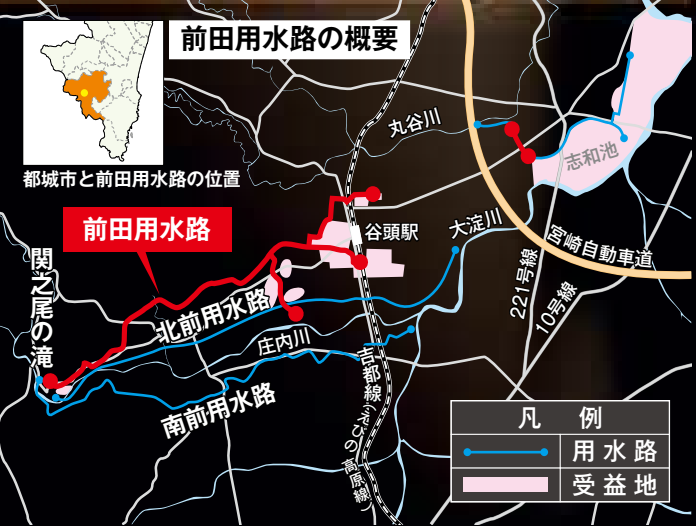 前田用水路の概要
都城市と前田用水路の位置
前田用水路
関之尾の滝
北前用水路
南前用水路
庄内川
丸谷川
谷頭駅
大淀川
志和池
宮崎自動車道
221号線
10号線
吉都線(えびの高原線)
凡 例
用水路
受益地